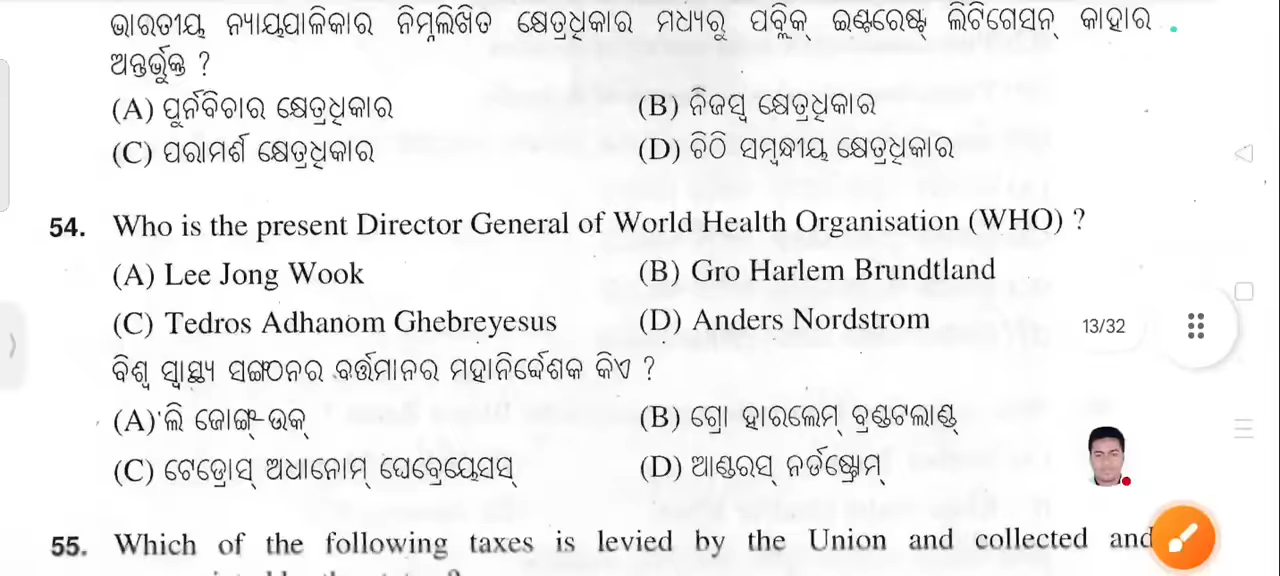 ଭାରତୀୟ ନ୍ୟାୟପାଳିକାର ନିମ୍ନଲିଖିତ କ୍ଷେତ୍ରାଧିକାର ମଧ୍ୟରୁ ପବ୍ଲିକ୍ ଇଣ୍ଟରେଷ୍ଟ ଲିଟିଗେସନ୍ କାହାର
ଅନ୍ତର୍ଭୁକ୍ତ ?
(A) ପୁର୍ନବିଚାର କ୍ଷେତ୍ରାଧିକାର (B) ନିଜସ୍ୱ କ୍ଷେତ୍ରାଧିକାର
(C) ପରାମର୍ଶ କ୍ଷେତ୍ରାଧିକାର (D) ଚିଠି ସମ୍ବନ୍ଧୀୟ କ୍ଷେତ୍ରାଧିକାର
54. Who is the present Director General of World Health Organisation (WHO) ?
(A) Lee Jong Wook (B) Gro Harlem Brundtland
(C) Tedros Adhanom Ghebreyesus (D) Anders Nordstrom
13/32
ବିଶ୍ୱ ସ୍ୱାସ୍ଥ୍ୟ ସଙ୍ଗଠନର ବର୍ତ୍ତମାନର ମହାନିର୍ଦ୍ଦେଶକ କିଏ ?
(A) ଲି ଜୋଙ୍ଗ୍-ଉକ୍ (B) ଗ୍ରୋ ହାରଲେମ୍ ବ୍ରଣ୍ଡଟଲାଣ୍ଡ୍
(C) ଟେଡ୍ରୋସ୍ ଅଧାନୋମ୍ ଘେବ୍ରେୟେସସ୍ (D) ଆଣ୍ଡରସ୍ ନର୍ଡଷ୍ଟ୍ରୋମ୍
55. Which of the following taxes is levied by the Union and collected and